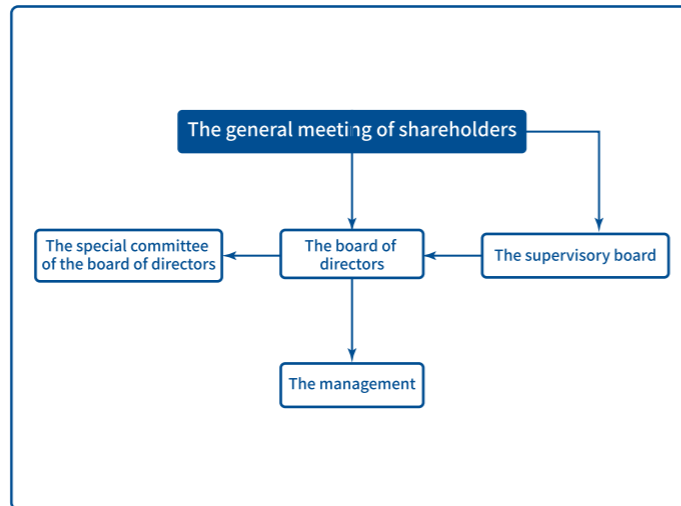 The general meeting of shareholders
The special committee
of the board of directors
The board of
directors
The supervisory board
The management